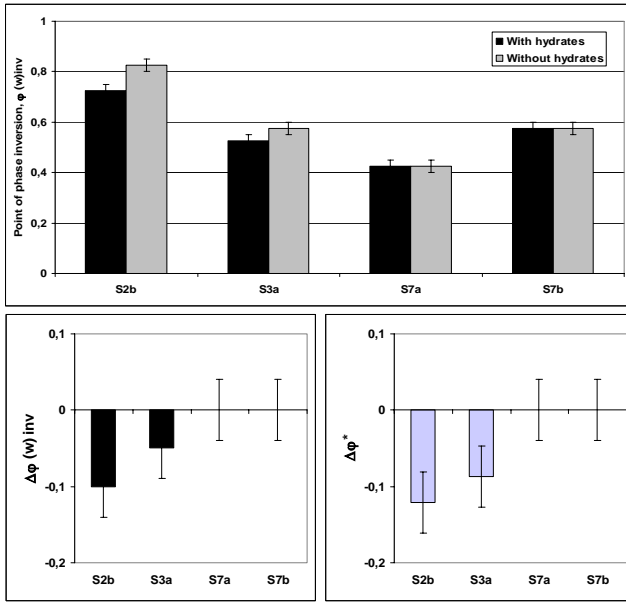 Point of phase inversion, φ (w)inv
1
0,8
0,6
0,4
0,2
0
With hydrates
Without hydrates
S2b S3a S7a S7b
Δφ (w) inv
0,1
0
-0,1
-0,2
S2b S3a S7a S7b
Δφ*
0,1
0
-0,1
-0,2
S2b S3a S7a S7b